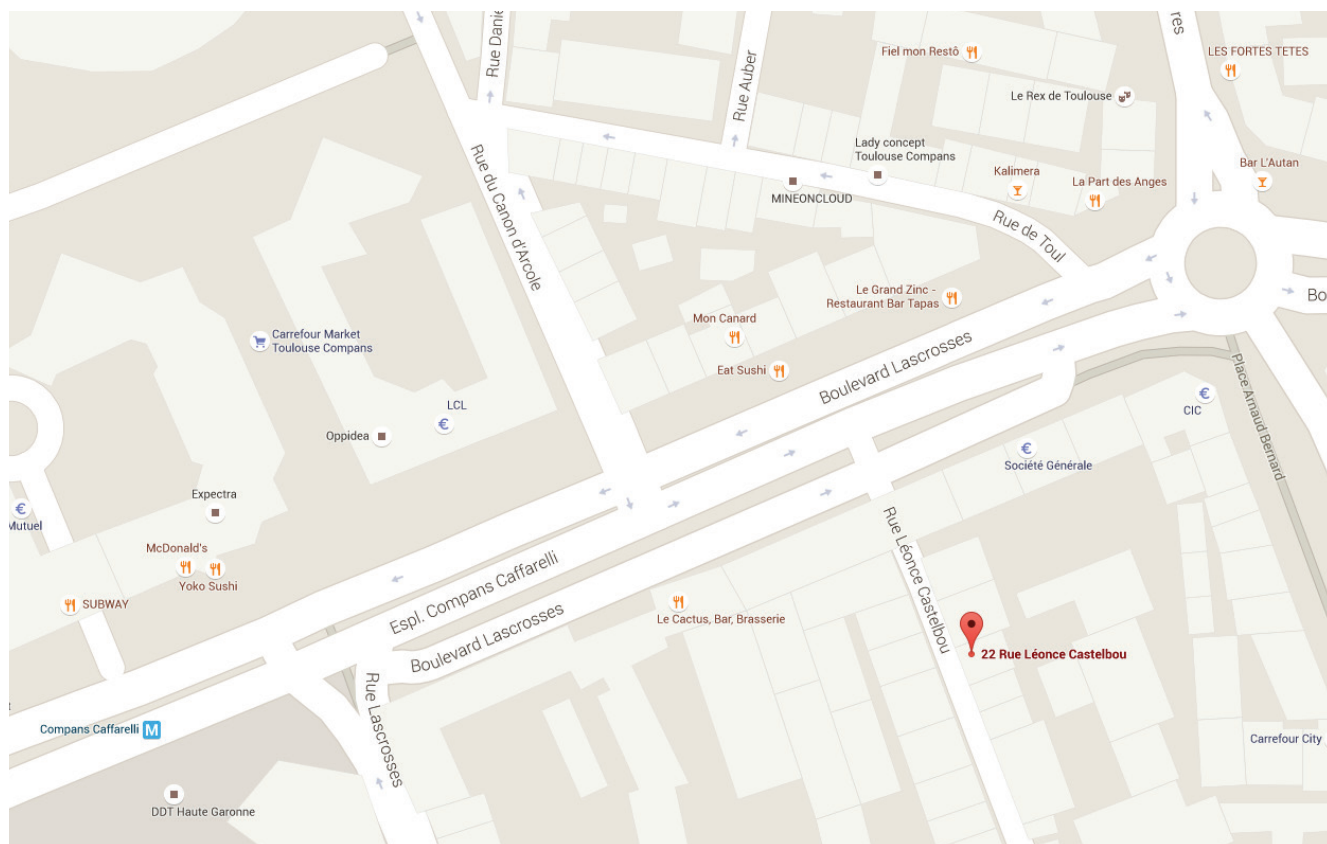 Rue Danie
Rue Auber
res
Fiel mon Restô
LES FORTES TETES
Le Rex de Toulouse
Rue du Canon d'Arcole
Lady concept
Toulouse Compans
MINEONCLOUD
Kalimera
La Part des Anges
Bar L'Autan
Rue de Toul
Le Grand Zinc -
Restaurant Bar Tapas
Bo
Mon Canard
Carrefour Market
Toulouse Compans
Eat Sushi
Boulevard Lascrosses
LCL
€
Oppidea
€
CIC
Place Arnaud Bernard
€
Société Générale
Expectra
€
Mutuel
McDonald's
Yoko Sushi
SUBWAY
Espl. Compans Caffarelli
Boulevard Lascrosses
Le Cactus, Bar, Brasserie
Rue Léonce Castelbou
22 Rue Léonce Castelbou
Rue Lascrosses
Compans Caffarelli M
Carrefour City
DDT Haute Garonne